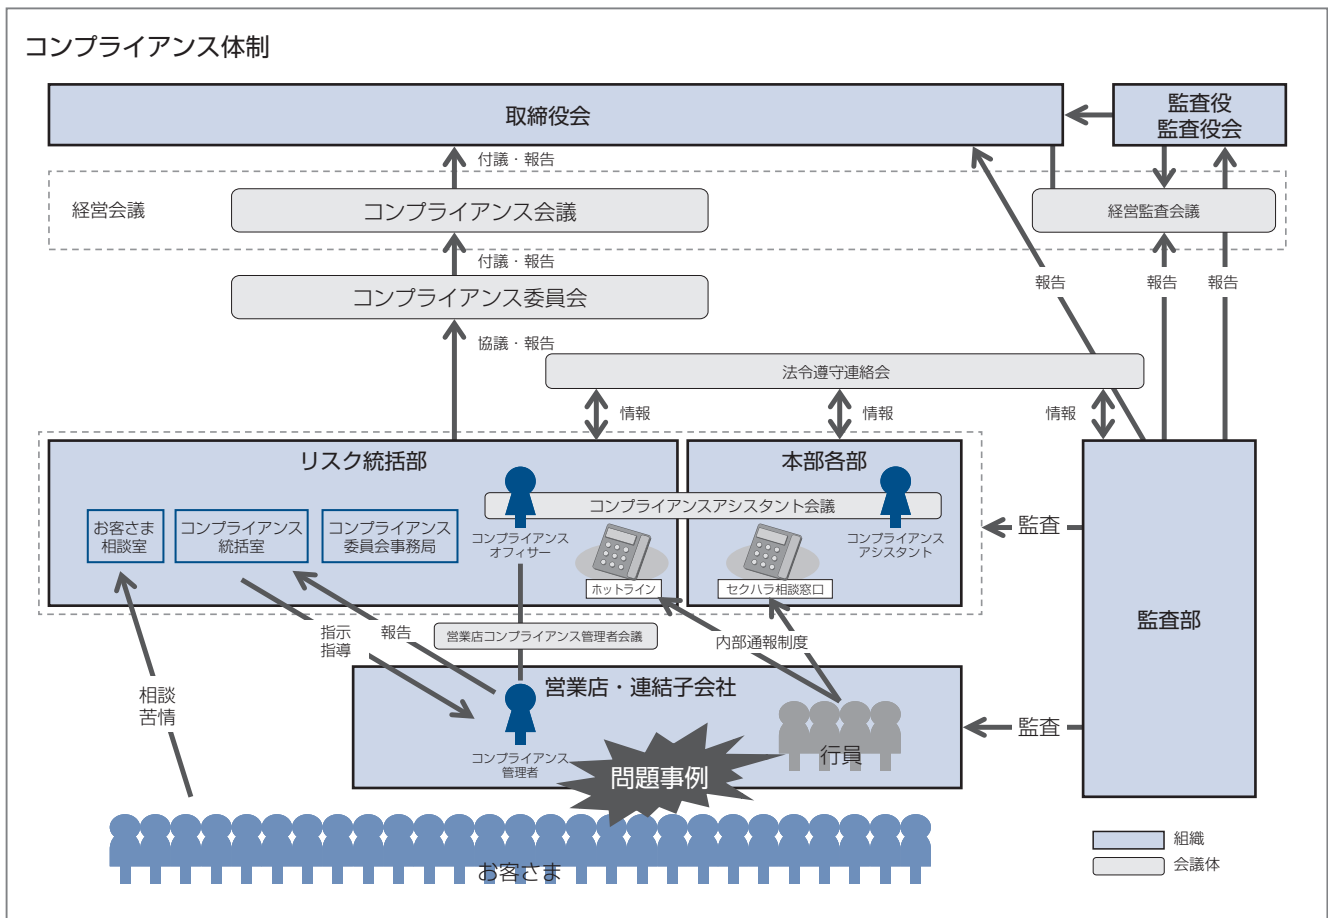 コンプライアンス体制
取締役会
監査役
監査役会
付議・報告
経営会議
コンプライアンス会議
経営監査会議
付議・報告
コンプライアンス委員会
報告
報告
報告
協議・報告
法令遵守連絡会
情報
情報
情報
リスク統括部
本部各部
コンプライアンスアシスタント会議
お客さま
相談室
コンプライアンス
統括室
コンプライアンス
委員会事務局
コンプライアンス
オフィサー
コンプライアンス
アシスタント
監査
ホットライン
セクハラ相談窓口
監査部
指示
指導
報告
営業店コンプライアンス管理者会議
内部通報制度
相談
苦情
営業店・連結子会社
監査
コンプライアンス
管理者
問題事例
行員
お客さま
組織
会議体